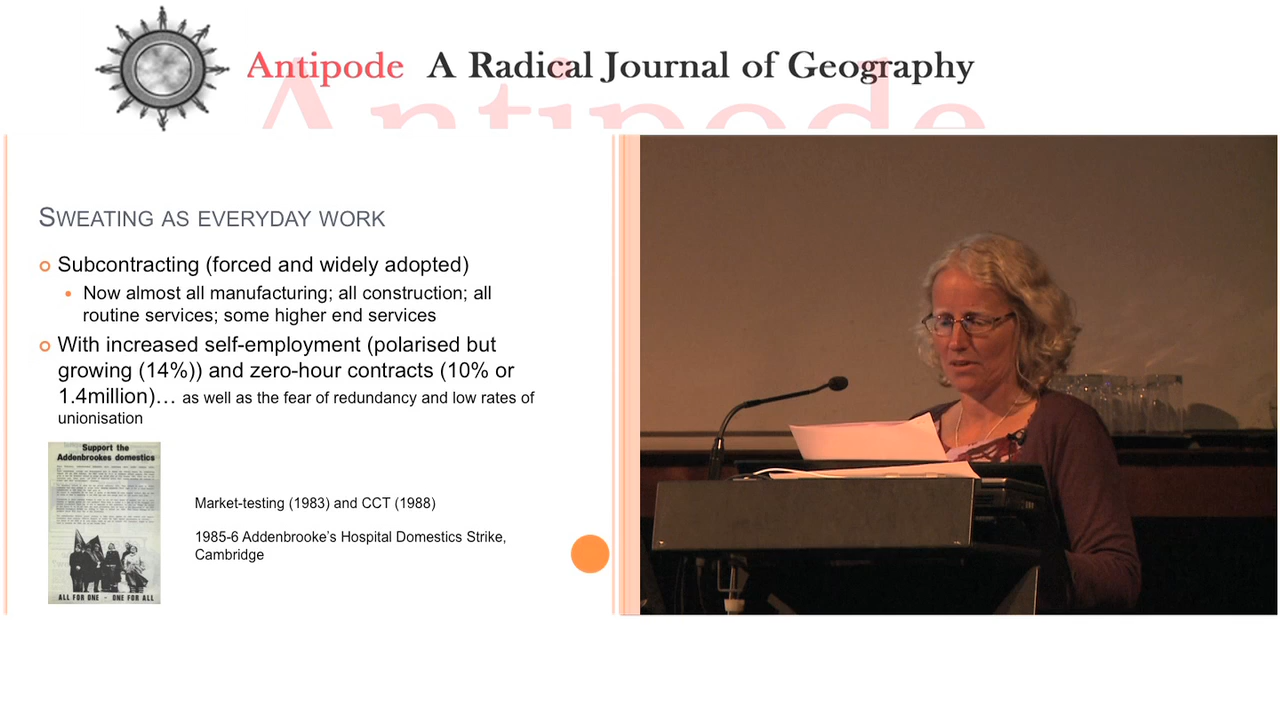 Antipode A Radical Journal of Geography
Antipode
SWEATING AS EVERYDAY WORK
Subcontracting (forced and widely adopted)
Now almost all manufacturing; all construction; all
routine services; some higher end services
With increased self-employment (polarised but
growing (14%)) and zero-hour contracts (10% or
1.4million)… as well as the fear of redundancy and low rates of
unionisation
Support the
Addenbrookes domestics
ALL FOR ONE - ONE FOR ALL
Market-testing (1983) and CCT (1988)
1985-6 Addenbrooke's Hospital Domestics Strike,
Cambridge